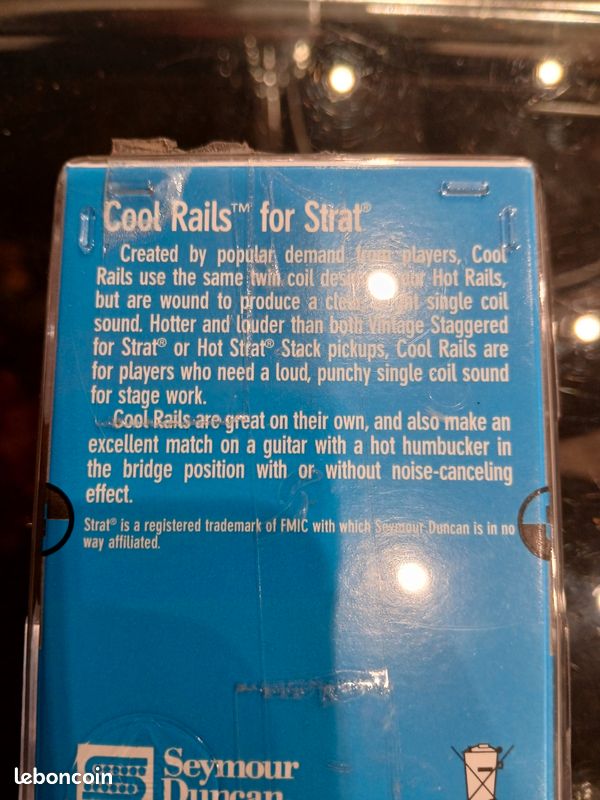 Cool Rails™ for Strat®
Created by popular demand from players, Cool
Rails use the same twin coil design Hot Rails,
but are wound to produce a single coil
sound. Hotter and louder than both Vintage Staggered
for Strat® or Hot Strat® Stack pickups, Cool Rails are
for players who need a loud, punchy single coil sound
for stage work.
Cool Rails are great on their own, and also make an
excellent match on a guitar with a hot humbucker in
the bridge position with or without noise-canceling
effect.
Strat® is a registered trademark of FMIC with which Seymour Duncan is in no
way affiliated.
Seymour
Duncan
leboncoin